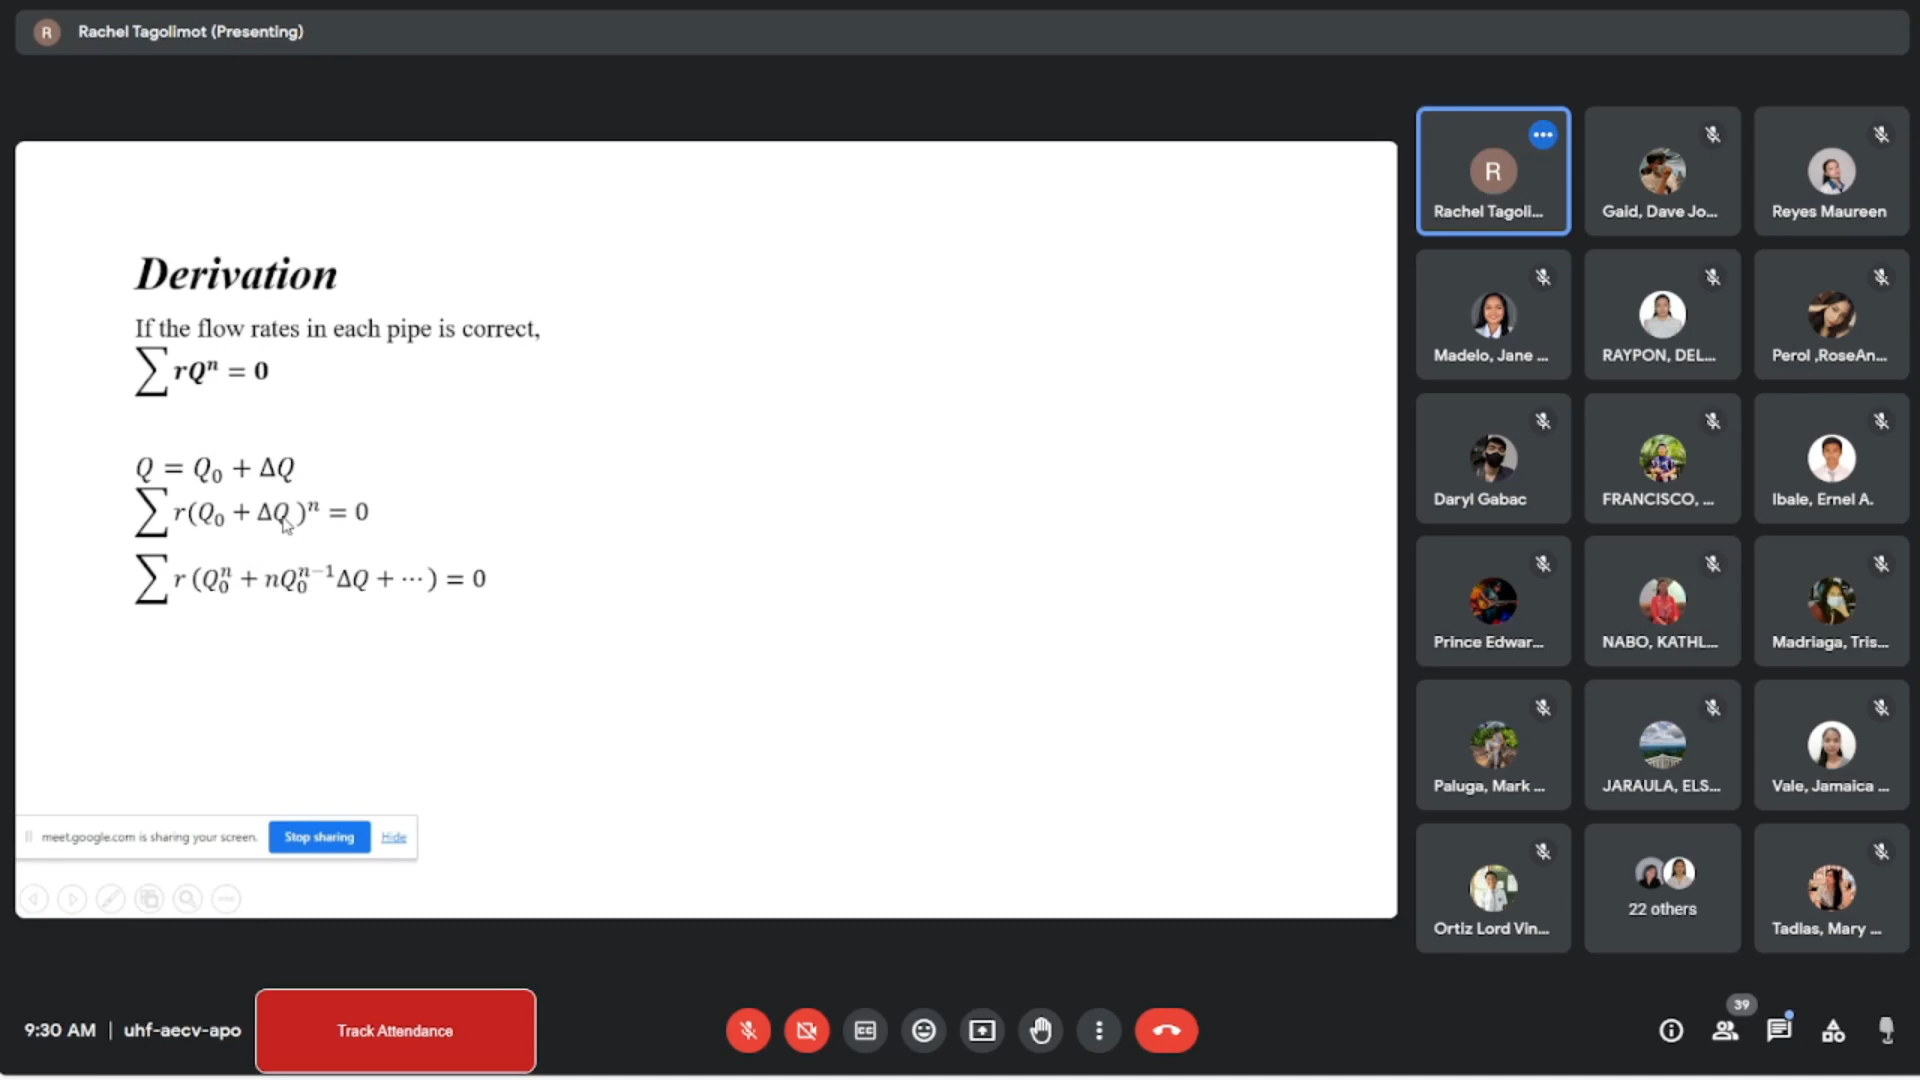 R Rachel Tagolimot (Presenting)
Derivation
If the flow rates in each pipe is correct,
∑ rQⁿ = 0
Q = Q₀ + ΔQ
∑ r(Q₀ + ΔQ )ⁿ = 0
∑ r (Q₀ⁿ + nQ₀ⁿ⁻¹ΔQ + ⋯ ) = 0
meet.google.com is sharing your screen. Stop sharing Hide
R
Rachel Tagoli... Gaid, Dave Jo... Reyes Maureen
Madelo, Jane ... RAYPON, DEL... Perol ,RoseAn...
Daryl Gabac FRANCISCO, ... Ibale, Ernel A.
Prince Edwar... NABO, KATHL... Madriaga, Tris...
Paluga, Mark ... JARAULA, ELS... Vale, Jamaica ...
Ortiz Lord Vin... 22 others Tadlas, Mary ...
9:30 AM | uhf-aecv-apo Track Attendance CC 39